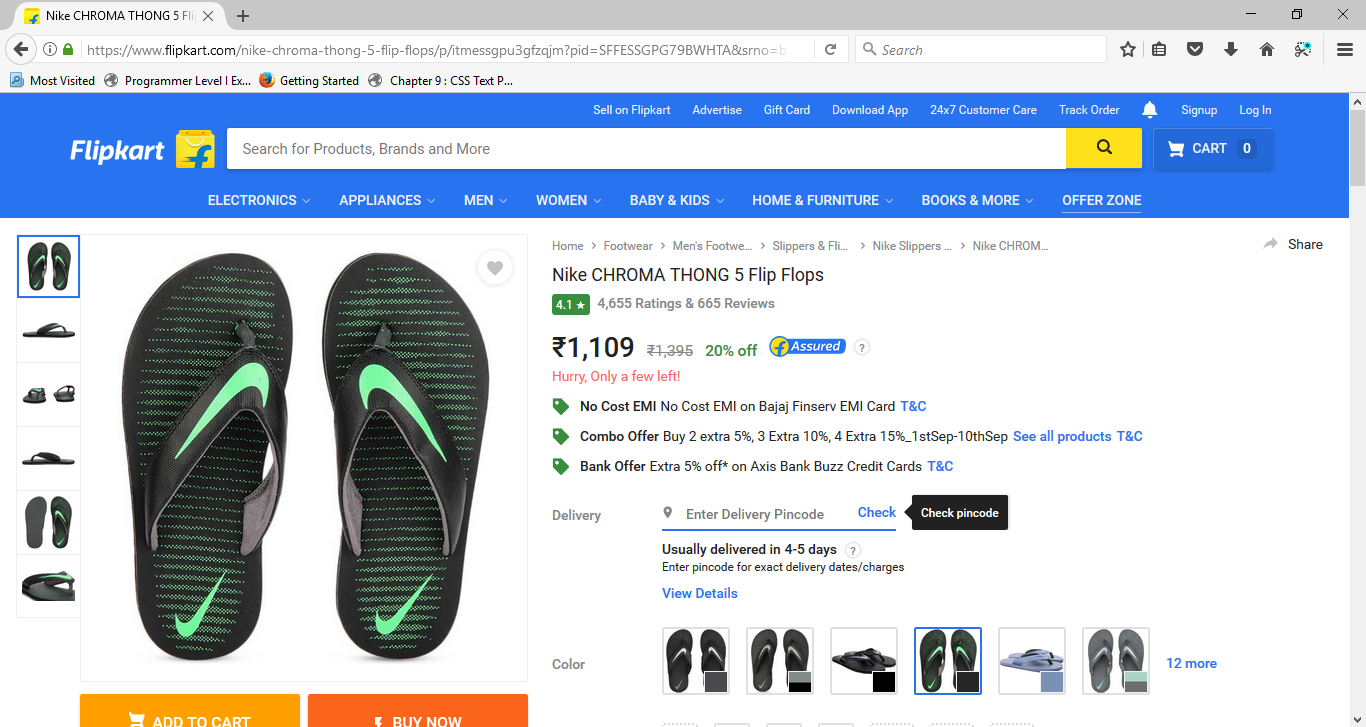 Nike CHROMA THONG 5 Fli
https://www.flipkart.com/nike-chroma-thong-5-flip-flops/p/itmessgpu3gfzqjm?pid=SFFESSGPG79BWHTA&srno=b
Search
Most Visited
Programmer Level I Ex...
Getting Started
Chapter 9 : CSS Text P...
Sell on Flipkart
Advertise
Gift Card
Download App
24x7 Customer Care
Track Order
Signup
Log In
Flipkart
Search for Products, Brands and More
CART 0
ELECTRONICS
APPLIANCES
MEN
WOMEN
BABY & KIDS
HOME & FURNITURE
BOOKS & MORE
OFFER ZONE
Home > Footwear > Men's Footwe... > Slippers & Fli... > Nike Slippers ... > Nike CHROM...
Share
Nike CHROMA THONG 5 Flip Flops
4.1 ★ 4,655 Ratings & 665 Reviews
₹1,109 ₹1,395 20% off Assured ?
Hurry, Only a few left!
No Cost EMI No Cost EMI on Bajaj Finserv EMI Card T&C
Combo Offer Buy 2 extra 5%, 3 Extra 10%, 4 Extra 15%_1stSep-10thSep See all products T&C
Bank Offer Extra 5% off* on Axis Bank Buzz Credit Cards T&C
Delivery
Enter Delivery Pincode
Check
Check pincode
Usually delivered in 4-5 days ?
Enter pincode for exact delivery dates/charges
View Details
Color
12 more
ADD TO CART
BUY NOW